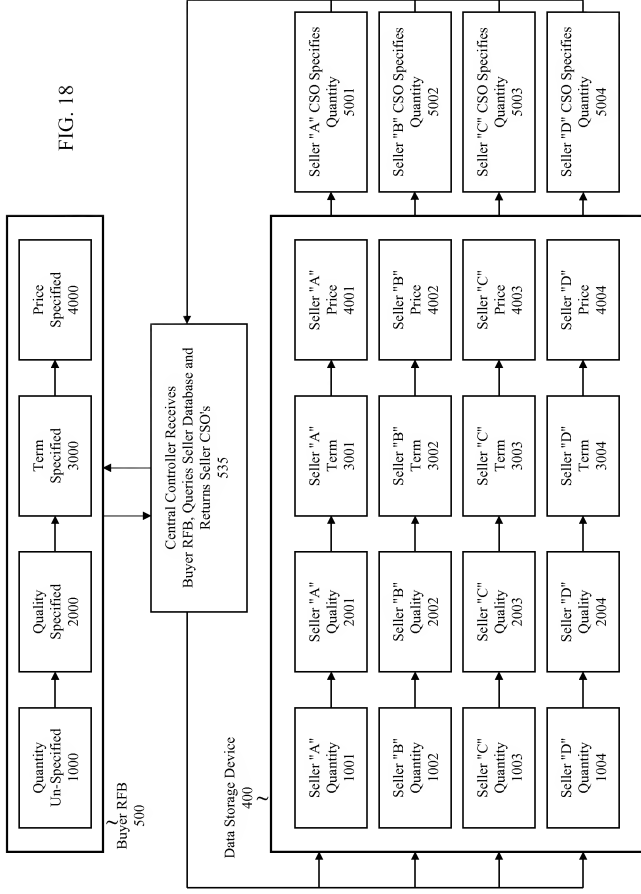 FIG. 18
Quantity
Un-Specified
1000
Quality
Specified
2000
Term
Specified
3000
Price
Specified
4000
Buyer RFB
500
Central Controller Receives
Buyer RFB, Queries Seller Database and
Returns Seller CSO's
535
Data Storage Device
400
Seller "A"
Quantity
1001
Seller "A"
Quality
2001
Seller "A"
Term
3001
Seller "A"
Price
4001
Seller "A" CSO Specifies
Quantity
5001
Seller "B"
Quantity
1002
Seller "B"
Quality
2002
Seller "B"
Term
3002
Seller "B"
Price
4002
Seller "B" CSO Specifies
Quantity
5002
Seller "C"
Quantity
1003
Seller "C"
Quality
2003
Seller "C"
Term
3003
Seller "C"
Price
4003
Seller "C" CSO Specifies
Quantity
5003
Seller "D"
Quantity
1004
Seller "D"
Quality
2004
Seller "D"
Term
3004
Seller "D"
Price
4004
Seller "D" CSO Specifies
Quantity
5004